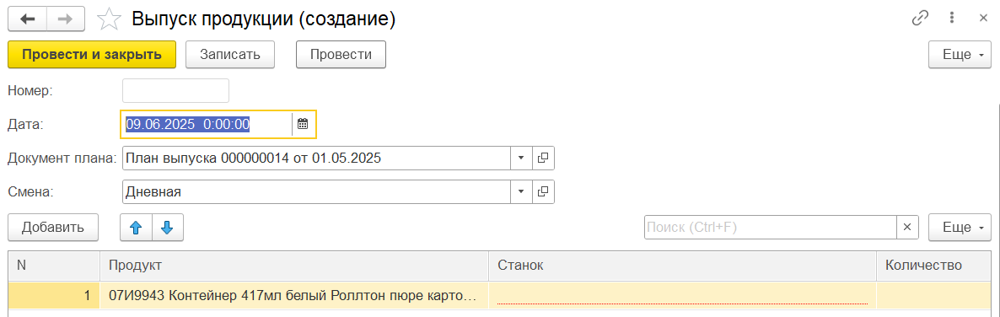 Выпуск продукции (создание)
Провести и закрыть Записать Провести Еще
Номер:
Дата: 09.06.2025 0:00:00
Документ плана: План выпуска 000000014 от 01.05.2025
Смена: Дневная
Добавить Поиск (Ctrl+F) × Еще
N Продукт Станок Количество
1 07И9943 Контейнер 417мл белый Роллтон пюре карто...